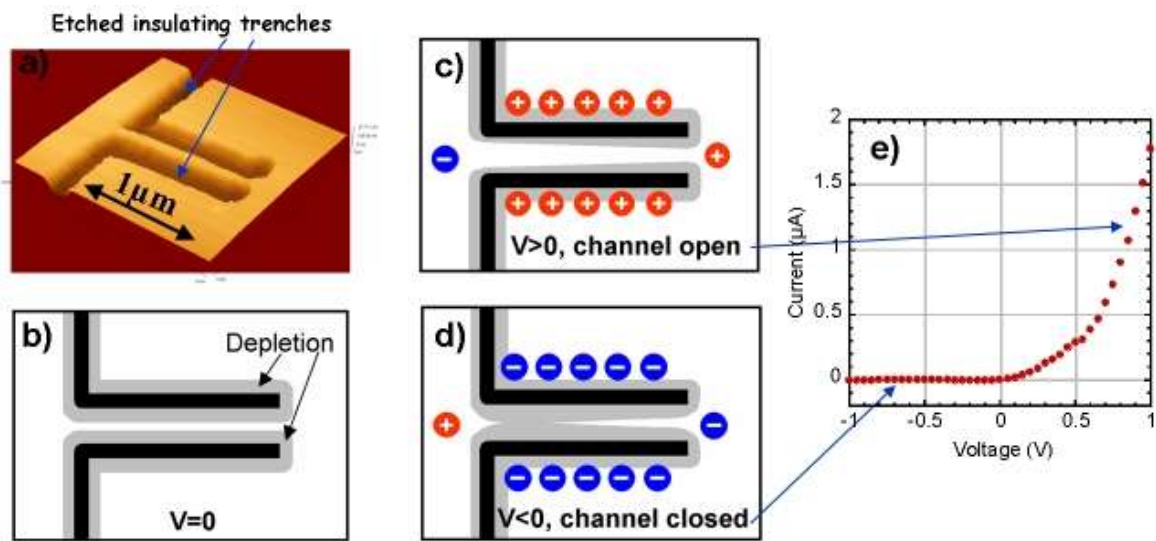 Etched insulating trenches
a)
1μm
b)
Depletion
V=0
c)
+ + + + +
− +
+ + + + +
V>0, channel open
d)
− − − − −
+ −
− − − − −
V<0, channel closed
e)
Current (μA)
2
1.5
1
0.5
0
-1 -0.5 0 0.5 1
Voltage (V)